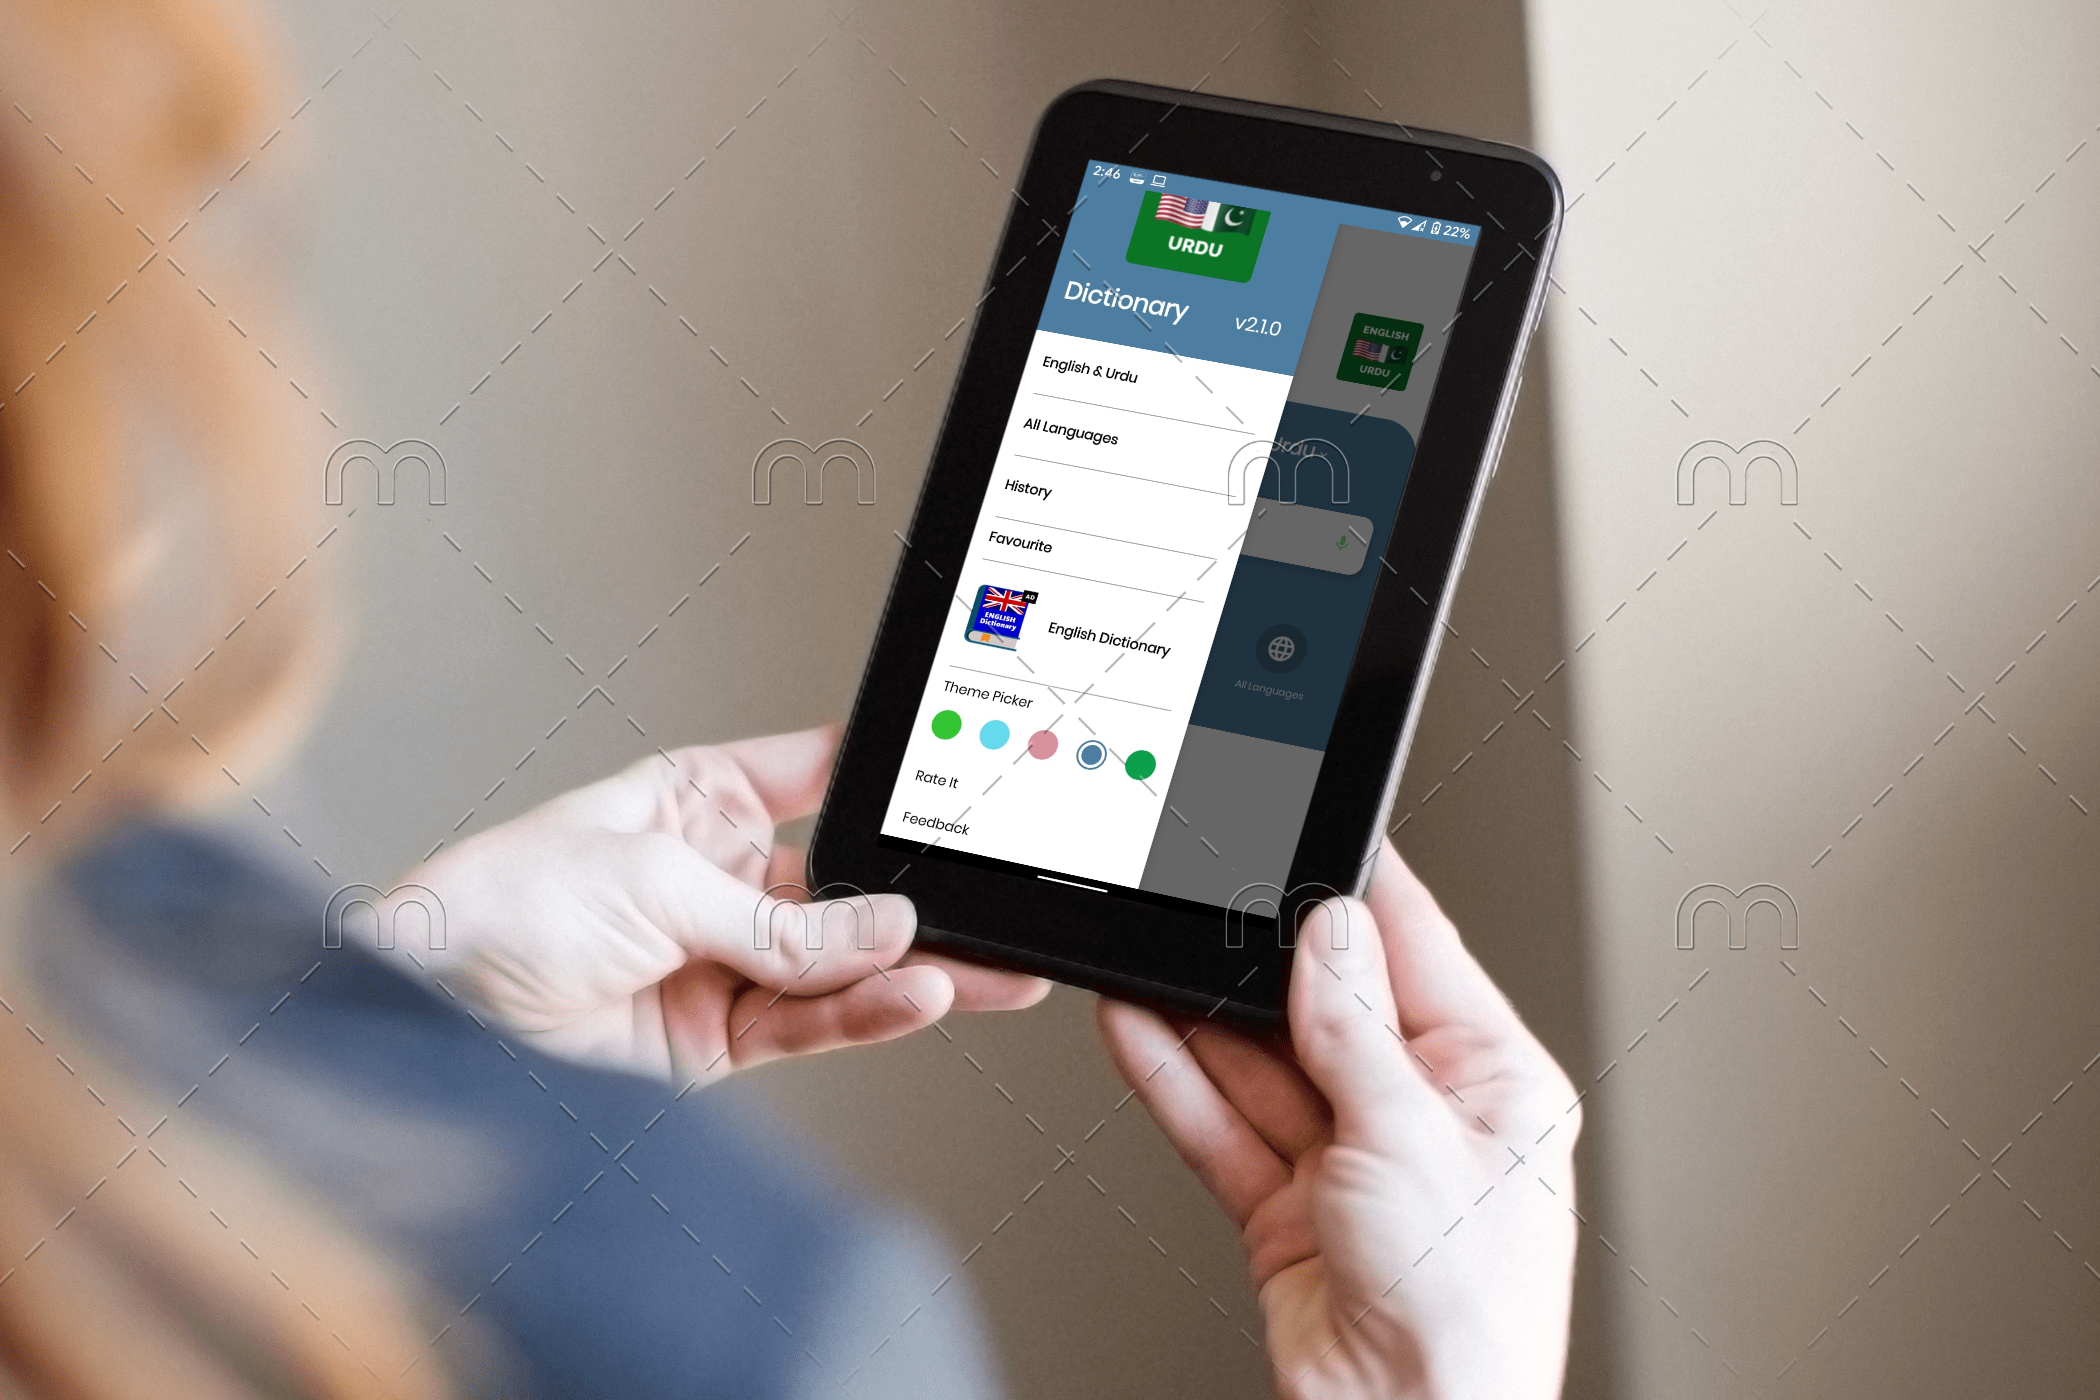 2:46
22%
URDU
Dictionary
v2.1.0
English & Urdu
All Languages
History
Favourite
AD
ENGLISH
Dictionary
English Dictionary
Theme Picker
Rate It
Feedback
ENGLISH
URDU
All Languages